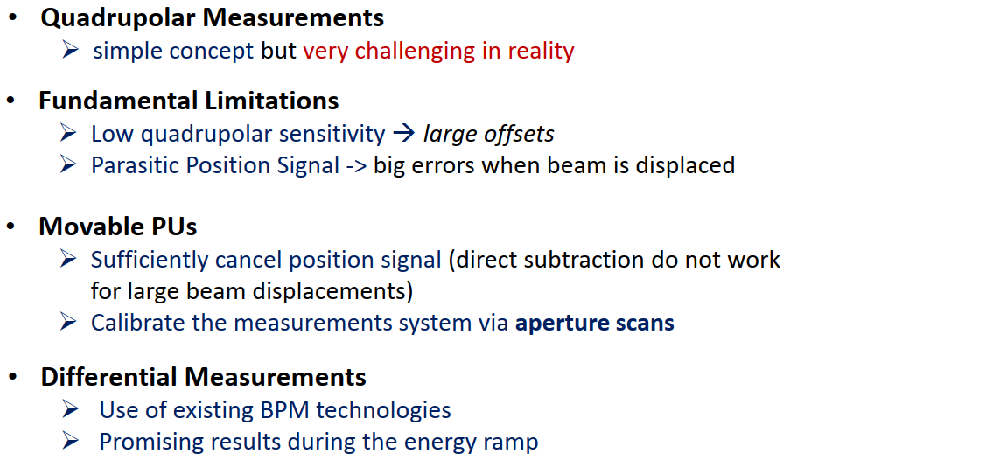 • Quadrupolar Measurements
➢ simple concept but very challenging in reality
• Fundamental Limitations
➢ Low quadrupolar sensitivity → large offsets
➢ Parasitic Position Signal -> big errors when beam is displaced
• Movable PUs
➢ Sufficiently cancel position signal (direct subtraction do not work
for large beam displacements)
➢ Calibrate the measurements system via aperture scans
• Differential Measurements
➢ Use of existing BPM technologies
➢ Promising results during the energy ramp